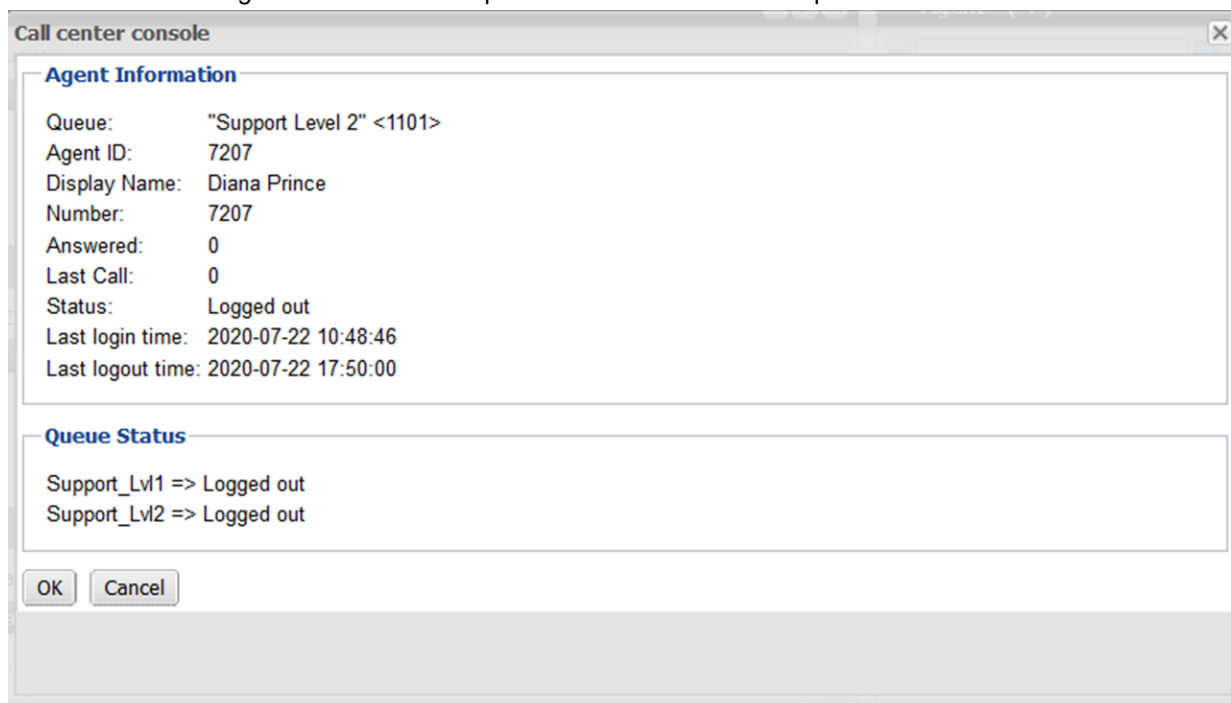 Call center console
Agent Information
Queue: "Support Level 2" <1101>
Agent ID: 7207
Display Name: Diana Prince
Number: 7207
Answered: 0
Last Call: 0
Status: Logged out
Last login time: 2020-07-22 10:48:46
Last logout time: 2020-07-22 17:50:00
Queue Status
Support_Lvl1 => Logged out
Support_Lvl2 => Logged out
OK Cancel